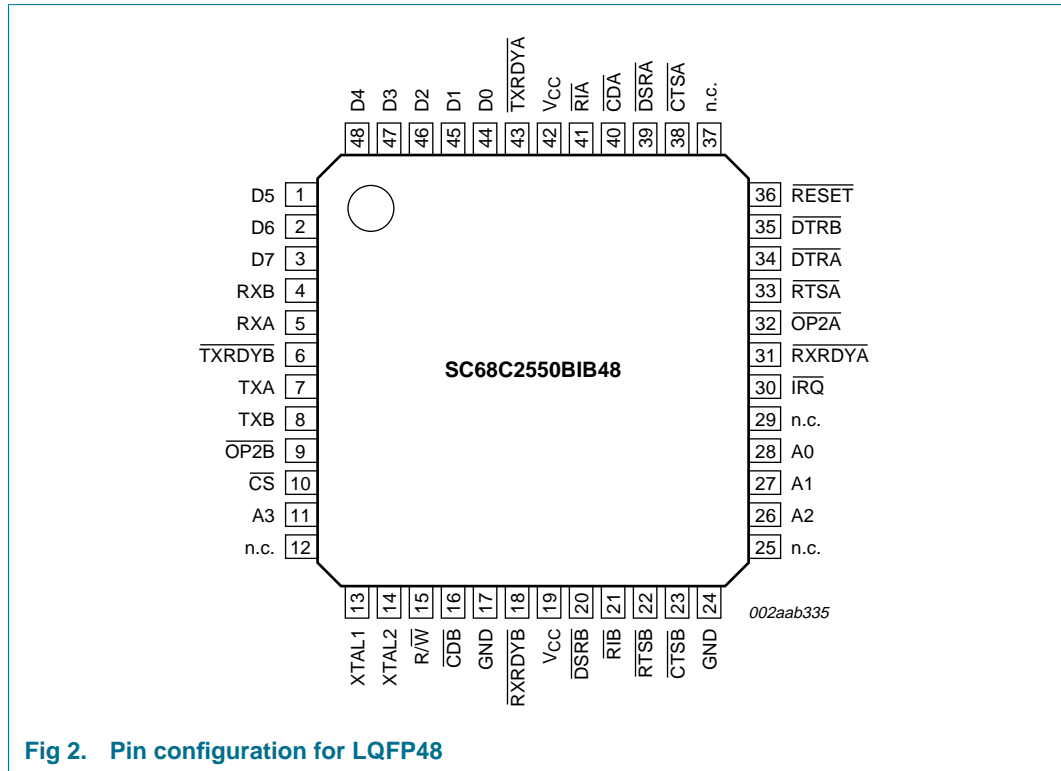 D4 D3 D2 D1 D0 TXRDYA VCC RIA CDA DSRA CTSA n.c.
48 47 46 45 44 43 42 41 40 39 38 37
D5 1
D6 2
D7 3
RXB 4
RXA 5
TXRDYB 6
TXA 7
TXB 8
OP2B 9
CS 10
A3 11
n.c. 12
SC68C2550BIB48
36 RESET
35 DTRB
34 DTRA
33 RTSA
32 OP2A
31 RXRDYA
30 IRQ
29 n.c.
28 A0
27 A1
26 A2
25 n.c.
13 14 15 16 17 18 19 20 21 22 23 24
XTAL1 XTAL2 R/W CDB GND RXRDYB VCC DSRB RIB RTSB CTSB GND
002aab335
Fig 2. Pin configuration for LQFP48